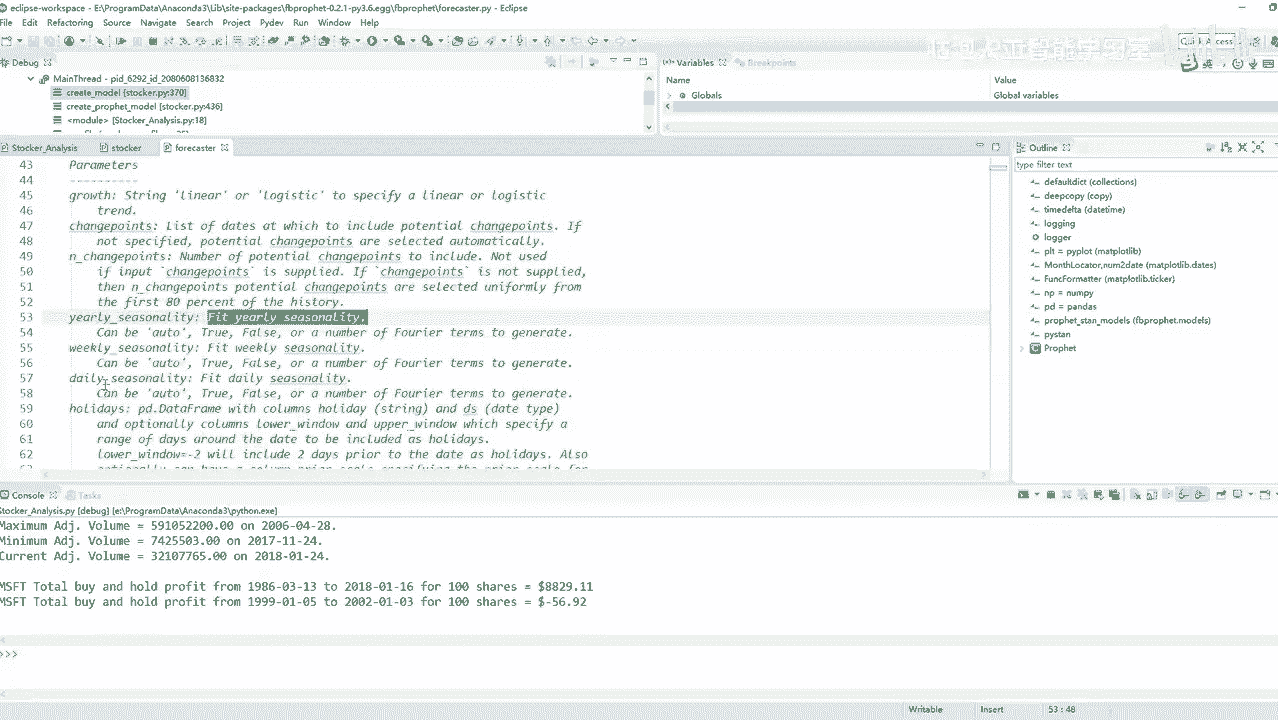 eclipse-workspace - E:\ProgramData\Anaconda3\Lib\site-packages\fbprophet-0.2.1-py3.6.egg\fbprophet\forecaster.py - Eclipse
File Edit Refactoring Source Navigate Search Project Pydev Run Window Help
Debug
MainThread - pid_6292_id_2080608136832
create_model [stocker.py:370]
create_prophet_model [stocker.py:436]
<module> [Stocker_Analysis.py:18]
Variables Breakpoints
Name Value
Globals Global variables
Stocker_Analysis stocker forecaster
43 Parameters
44 ----------
45 growth: String 'linear' or 'logistic' to specify a linear or logistic
46 trend.
47 changepoints: List of dates at which to include potential changepoints. If
48 not specified, potential changepoints are selected automatically.
49 n_changepoints: Number of potential changepoints to include. Not used
50 if input `changepoints` is supplied. If `changepoints` is not supplied,
51 then n_changepoints potential changepoints are selected uniformly from
52 the first 80 percent of the history.
53 yearly_seasonality: Fit yearly seasonality.
54 Can be 'auto', True, False, or a number of Fourier terms to generate.
55 weekly_seasonality: Fit weekly seasonality.
56 Can be 'auto', True, False, or a number of Fourier terms to generate.
57 daily_seasonality: Fit daily seasonality.
58 Can be 'auto', True, False, or a number of Fourier terms to generate.
59 holidays: pd.DataFrame with columns holiday (string) and ds (date type)
60 and optionally columns lower_window and upper_window which specify a
61 range of days around the date to be included as holidays.
62 lower_window=-2 will include 2 days prior to the date as holidays. Also
Outline
type filter text
defaultdict (collections)
deepcopy (copy)
timedelta (datetime)
logging
logger
plt = pyplot (matplotlib)
MonthLocator,num2date (matplotlib.dates)
FuncFormatter (matplotlib.ticker)
np = numpy
pd = pandas
prophet_stan_models (fbprophet.models)
pystan
Prophet
Console Tasks
Stocker_Analysis.py [debug] [e:\ProgramData\Anaconda3\python.exe]
Maximum Adj. Volume = 591052200.00 on 2006-04-28.
Minimum Adj. Volume = 7425503.00 on 2017-11-24.
Current Adj. Volume = 32107765.00 on 2018-01-24.
MSFT Total buy and hold profit from 1986-03-13 to 2018-01-16 for 100 shares = $8829.11
MSFT Total buy and hold profit from 1999-01-05 to 2002-01-03 for 100 shares = $-56.92
>>>
Writable Insert 53 : 48